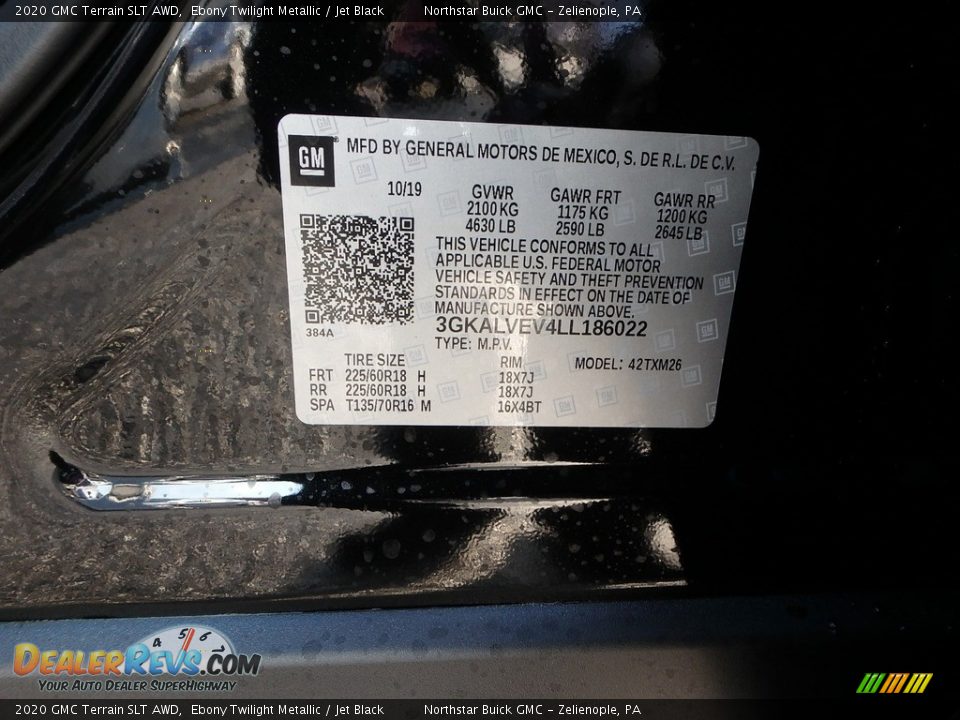 2020 GMC Terrain SLT AWD, Ebony Twilight Metallic / Jet Black Northstar Buick GMC - Zelienople, PA
GM MFD BY GENERAL MOTORS DE MEXICO, S. DE R.L. DE C.V.
10/19 GVWR GAWR FRT GAWR RR
2100 KG 1175 KG 1200 KG
4630 LB 2590 LB 2645 LB
THIS VEHICLE CONFORMS TO ALL
APPLICABLE U.S. FEDERAL MOTOR
VEHICLE SAFETY AND THEFT PREVENTION
STANDARDS IN EFFECT ON THE DATE OF
MANUFACTURE SHOWN ABOVE.
384A 3GKALVEV4LL186022
TYPE: M.P.V.
TIRE SIZE RIM MODEL: 42TXM26
FRT 225/60R18 H 18X7J
RR 225/60R18 H 18X7J
SPA T135/70R16 M 16X4BT
4 5 6
DEALERREVS.COM
YOUR AUTO DEALER SUPERHIGHWAY
2020 GMC Terrain SLT AWD, Ebony Twilight Metallic / Jet Black Northstar Buick GMC - Zelienople, PA